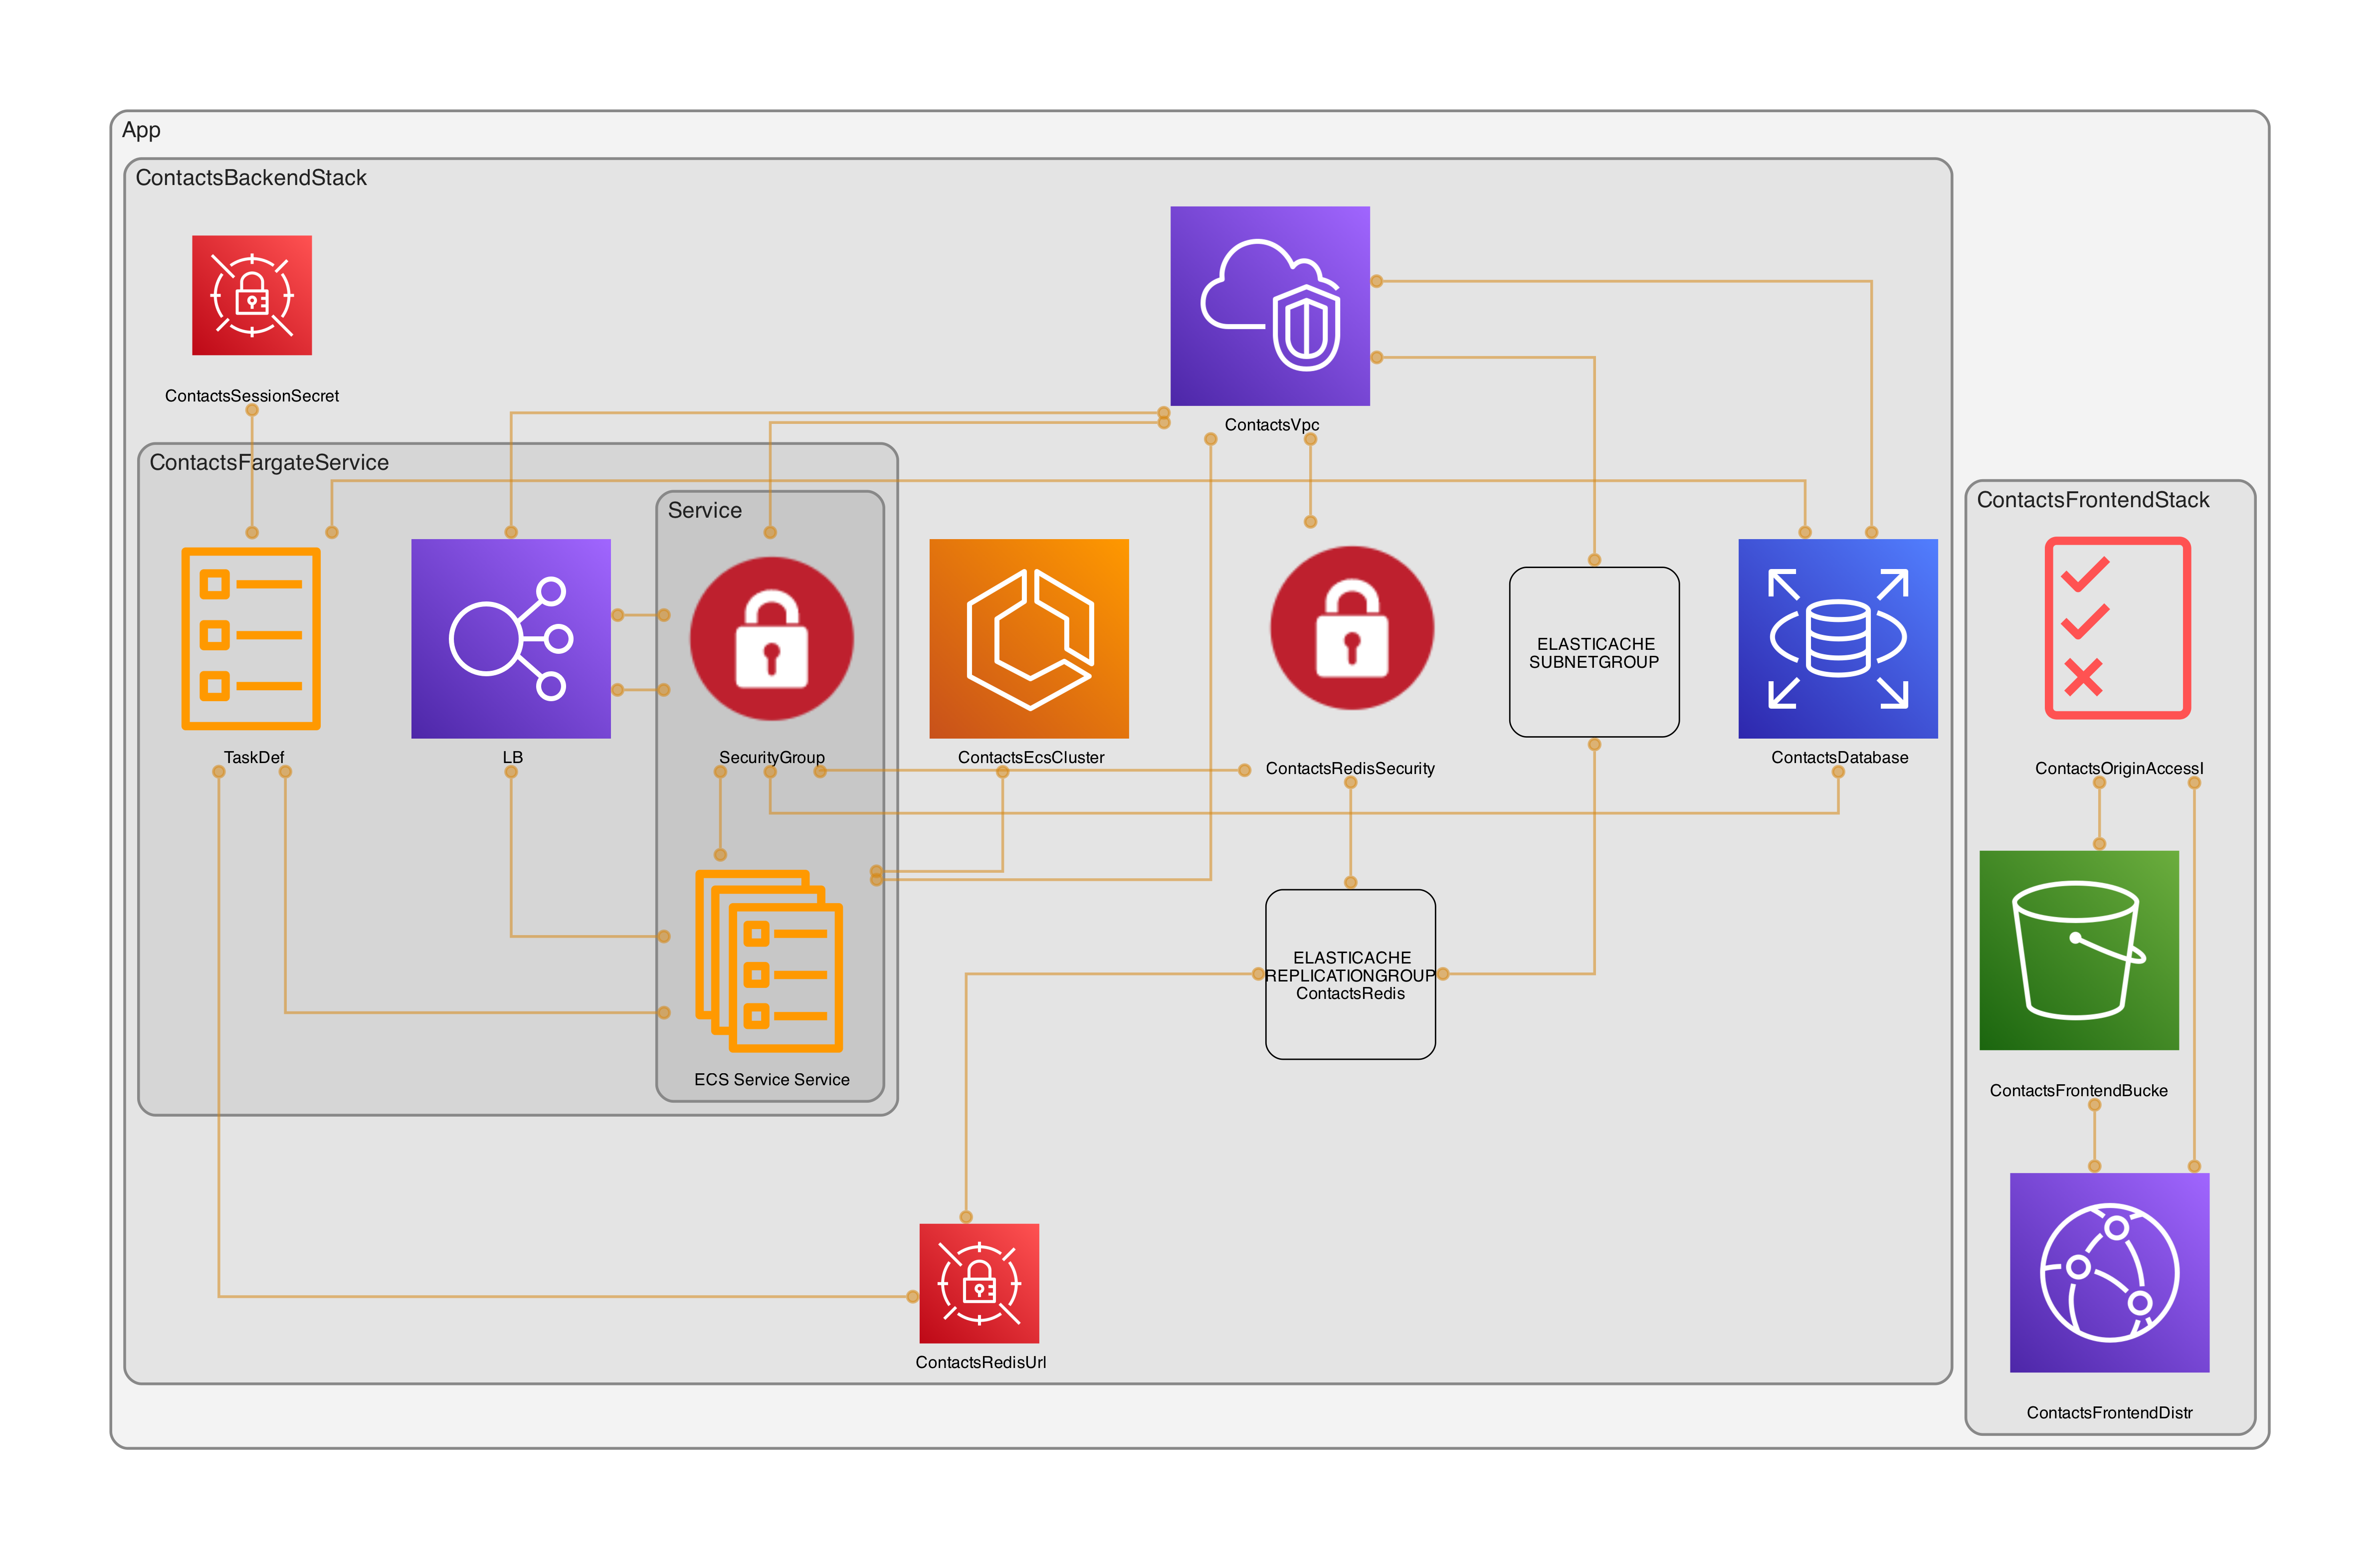 App
ContactsBackendStack
ContactsSessionSecret
ContactsVpc
ContactsFargateService
Service
ContactsFrontendStack
ELASTICACHE
SUBNETGROUP
TaskDef
LB
SecurityGroup
ContactsEcsCluster
ContactsRedisSecurity
ContactsDatabase
ContactsOriginAccessI
ELASTICACHE
REPLICATIONGROUP
ContactsRedis
ECS Service Service
ContactsFrontendBucke
ContactsRedisUrl
ContactsFrontendDistr